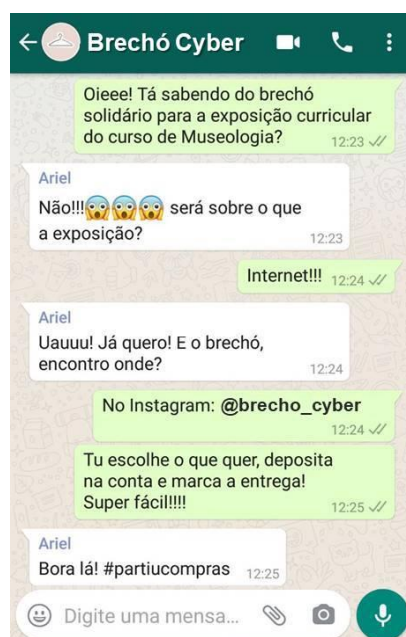 Brechó Cyber
Oieee! Tá sabendo do brechó
solidário para a exposição curricular
do curso de Museologia?
12:23
Ariel
Não!!!😱😱😱 será sobre o que
a exposição?
12:23
Internet!!! 12:24
Ariel
Uauuu! Já quero! E o brechó,
encontro onde?
12:24
No Instagram: @brecho_cyber
12:24
Tu escolhe o que quer, deposita
na conta e marca a entrega!
Super fácil!!!!
12:25
Ariel
Bora lá! #partiucompras 12:25
Digite uma mensa...